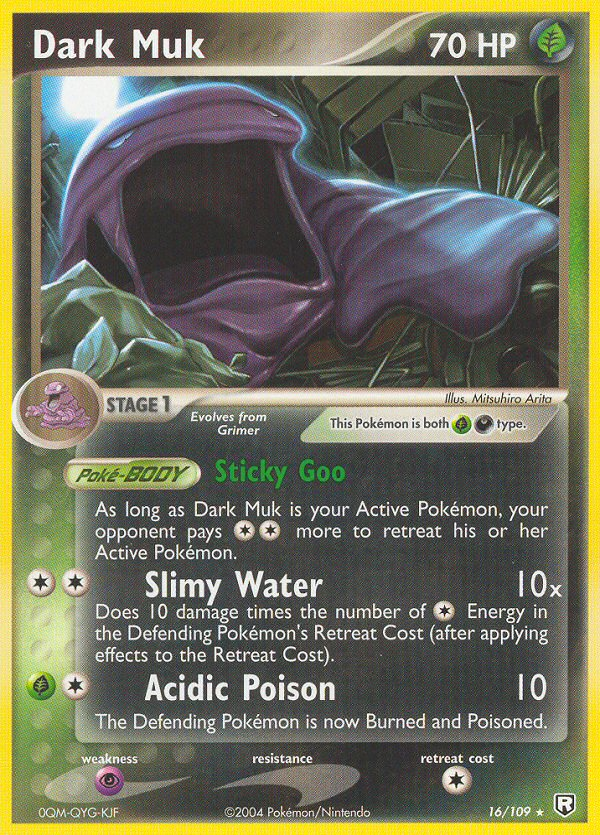 Dark Muk 70 HP
Illus. Mitsuhiro Arita
STAGE 1
Evolves from
Grimer
This Pokémon is both type.
Poké-BODY Sticky Goo
As long as Dark Muk is your Active Pokémon, your
opponent pays more to retreat his or her
Active Pokémon.
Slimy Water 10x
Does 10 damage times the number of Energy in
the Defending Pokémon's Retreat Cost (after applying
effects to the Retreat Cost).
Acidic Poison 10
The Defending Pokémon is now Burned and Poisoned.
weakness resistance retreat cost
0QM-QYG-KJF ©2004 Pokémon/Nintendo 16/109 ★ R